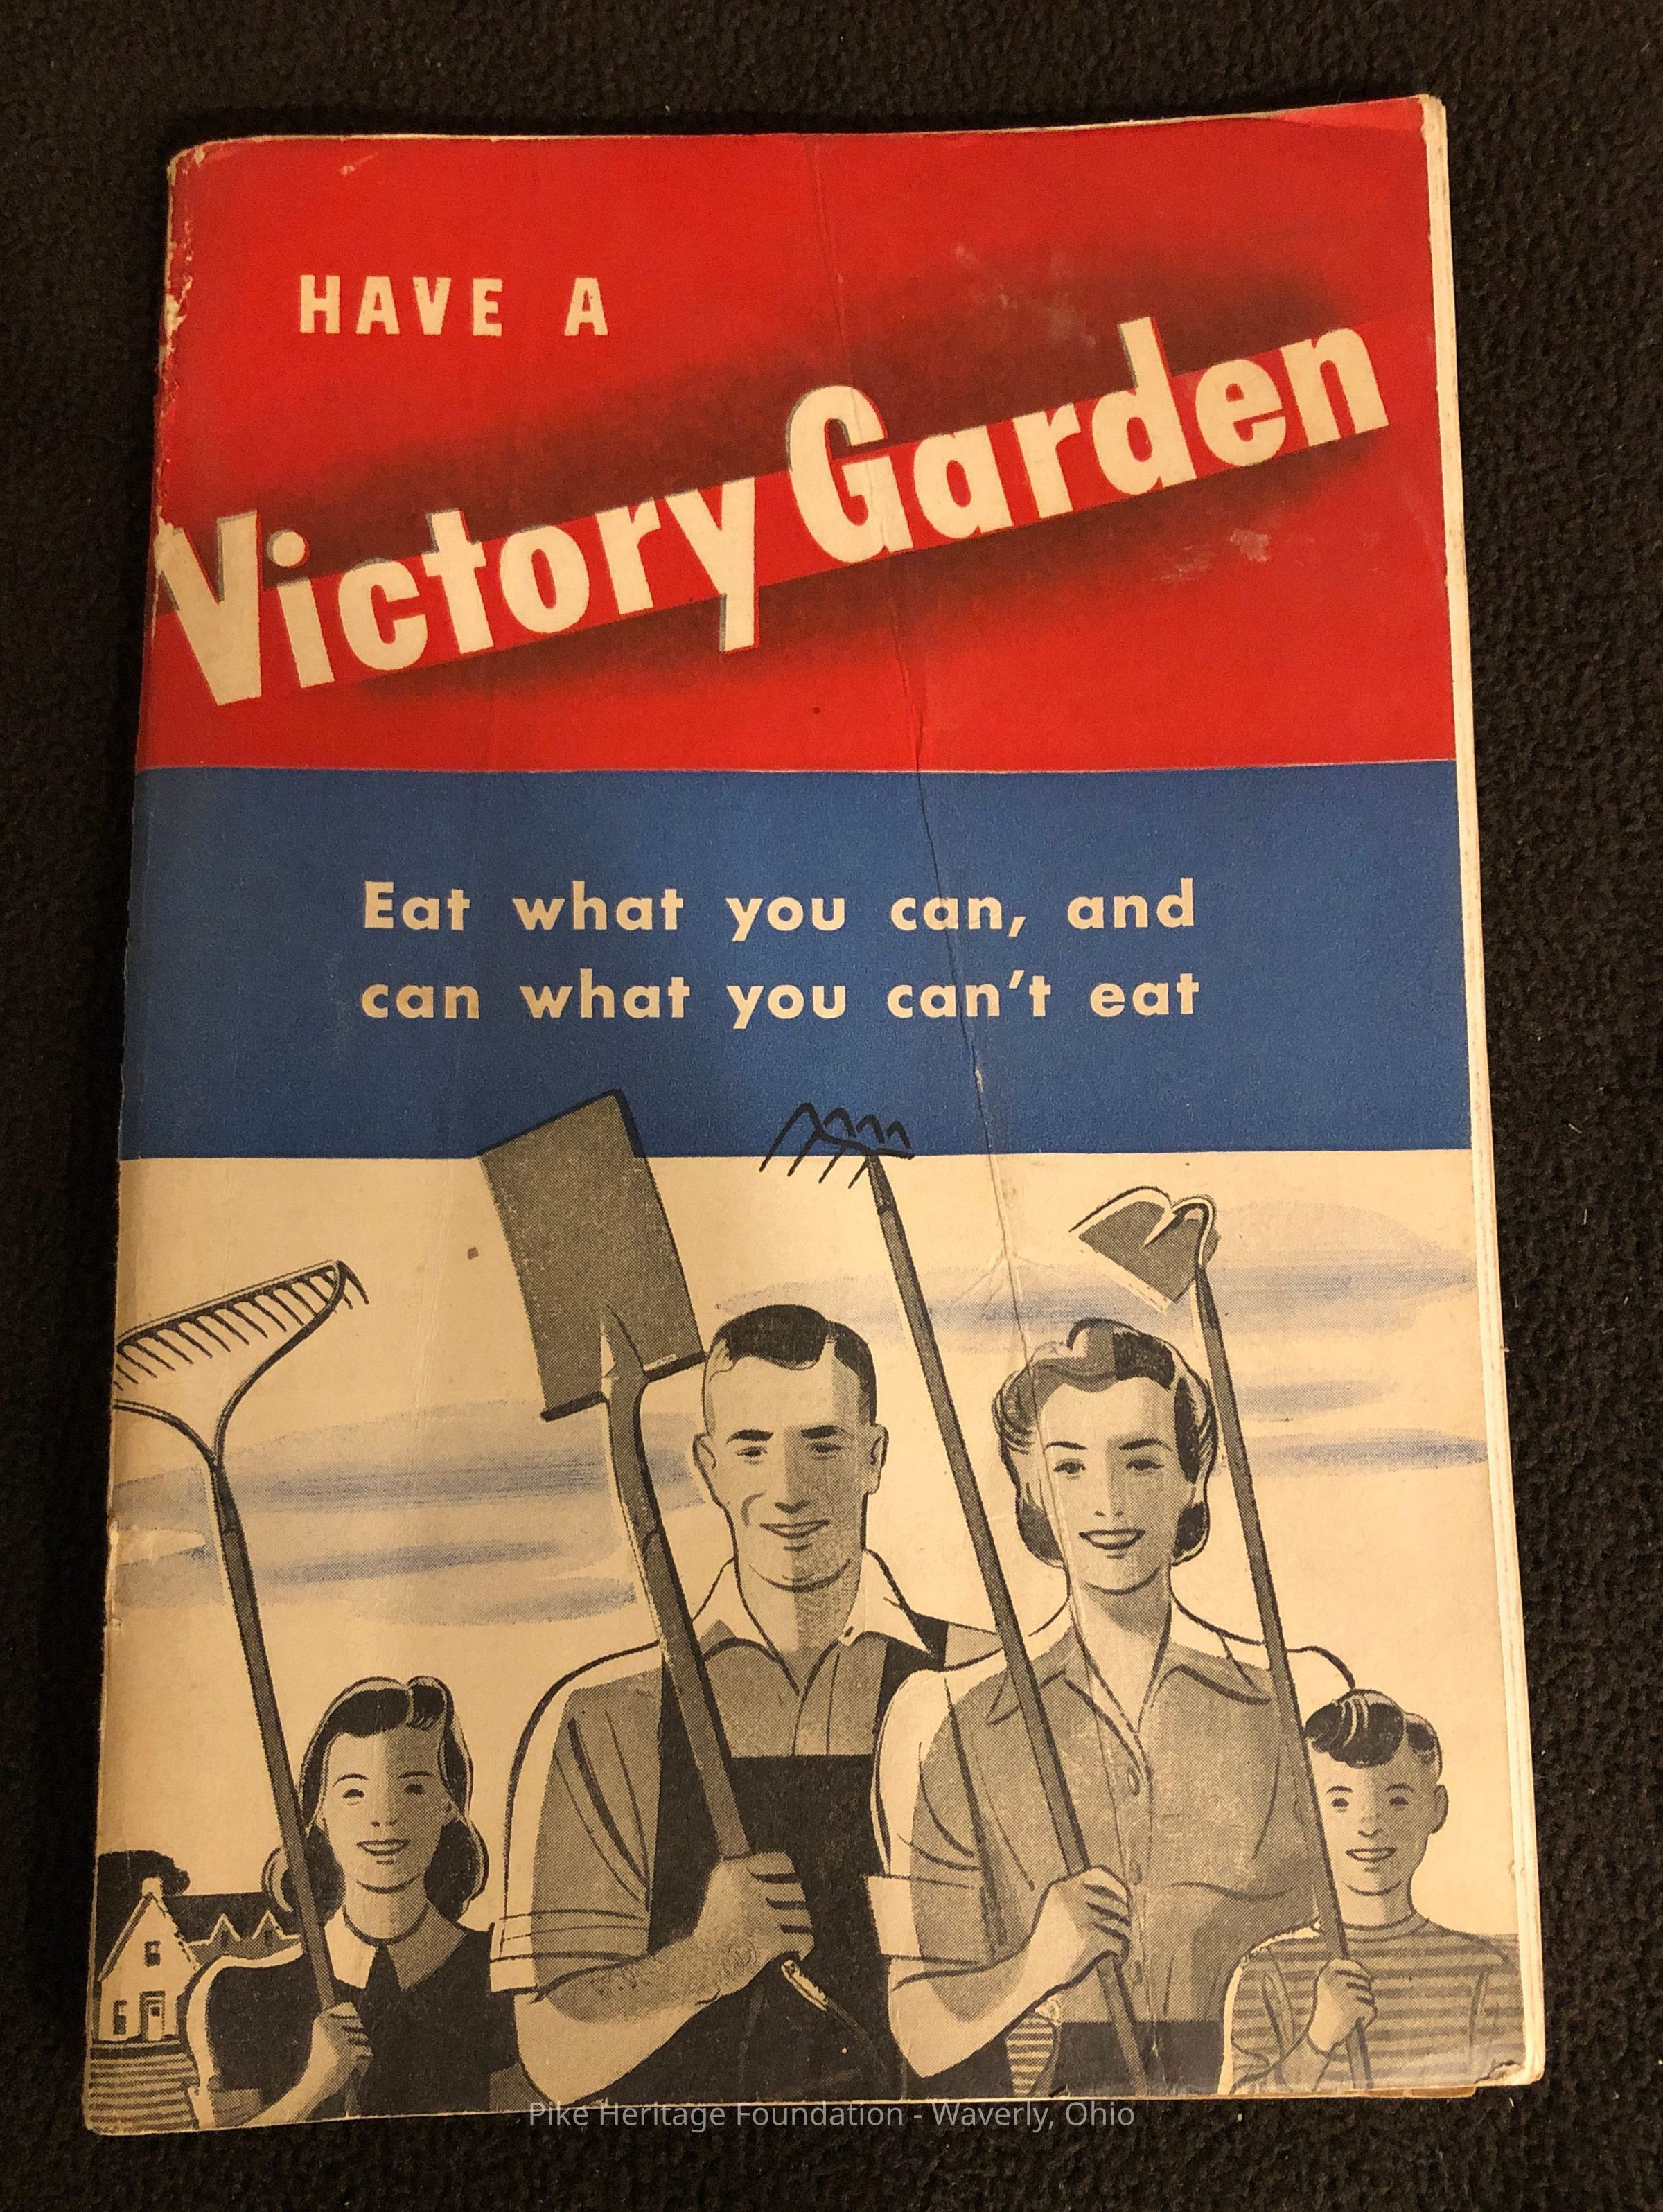 HAVE A
Victory Garden
Eat what you can, and
can what you can't eat
Pike Heritage Foundation - Waverly, Ohio